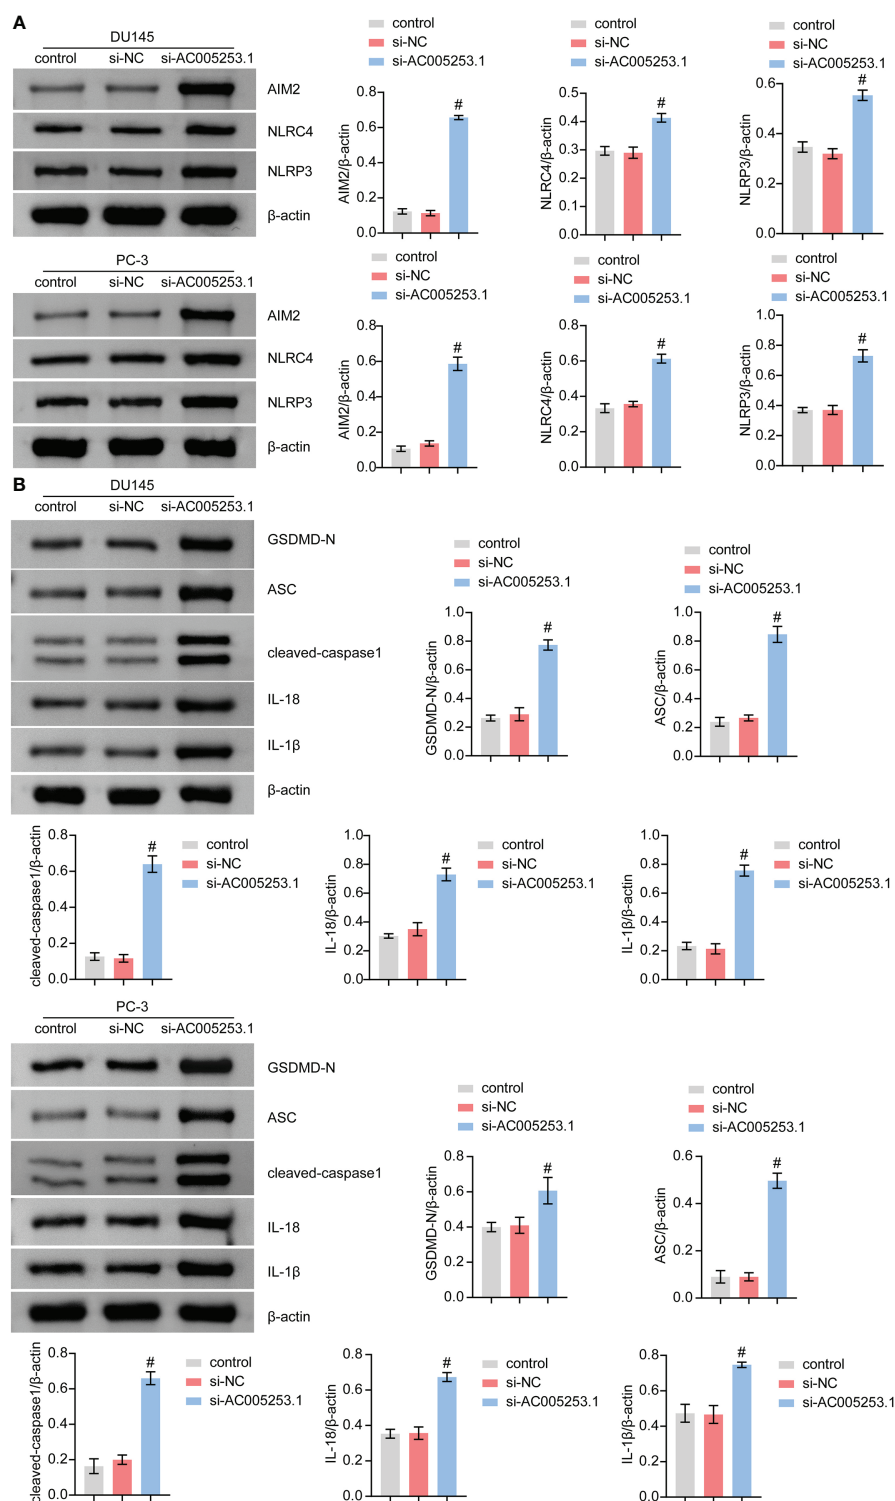 A
DU145
control si-NC si-AC005253.1
AIM2
NLRC4
NLRP3
β-actin
control
si-NC
si-AC005253.1
AIM2/β-actin
0.8
0.6
0.4
0.2
0.0
#
control
si-NC
si-AC005253.1
NLRC4/β-actin
0.5
0.4
0.3
0.2
0.1
0.0
#
control
si-NC
si-AC005253.1
NLRP3/β-actin
0.6
0.4
0.2
0.0
#
PC-3
control si-NC si-AC005253.1
AIM2
NLRC4
NLRP3
β-actin
control
si-NC
si-AC005253.1
AIM2/β-actin
0.8
0.6
0.4
0.2
0.0
#
control
si-NC
si-AC005253.1
NLRC4/β-actin
0.8
0.6
0.4
0.2
0.0
#
control
si-NC
si-AC005253.1
NLRP3/β-actin
1.0
0.8
0.6
0.4
0.2
0.0
#
B
DU145
control si-NC si-AC005253.1
GSDMD-N
ASC
cleaved-caspase1
IL-18
IL-1β
β-actin
control
si-NC
si-AC005253.1
GSDMD-N/β-actin
1.0
0.8
0.6
0.4
0.2
0.0
#
control
si-NC
si-AC005253.1
ASC/β-actin
1.0
0.8
0.6
0.4
0.2
0.0
#
cleaved-caspase1/β-actin
0.8
0.6
0.4
0.2
0.0
#
control
si-NC
si-AC005253.1
IL-18/β-actin
1.0
0.8
0.6
0.4
0.2
0.0
#
control
si-NC
si-AC005253.1
IL-1β/β-actin
1.0
0.8
0.6
0.4
0.2
0.0
#
control
si-NC
si-AC005253.1
PC-3
control si-NC si-AC005253.1
GSDMD-N
ASC
cleaved-caspase1
IL-18
IL-1β
β-actin
control
si-NC
si-AC005253.1
GSDMD-N/β-actin
0.8
0.6
0.4
0.2
0.0
#
control
si-NC
si-AC005253.1
ASC/β-actin
0.6
0.4
0.2
0.0
#
cleaved-caspase1/β-actin
0.8
0.6
0.4
0.2
0.0
#
control
si-NC
si-AC005253.1
IL-18/β-actin
0.8
0.6
0.4
0.2
0.0
#
control
si-NC
si-AC005253.1
IL-1β/β-actin
0.8
0.6
0.4
0.2
0.0
#
control
si-NC
si-AC005253.1